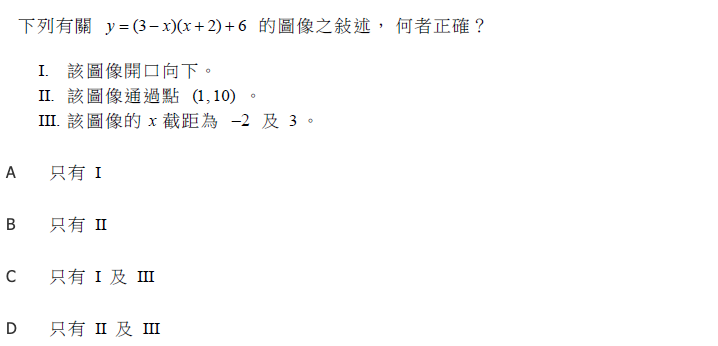 下列有關 y = (3 − x)(x + 2) + 6 的圖像之敍述，何者正確？
I. 該圖像開口向下。
II. 該圖像通過點 (1, 10) 。
III. 該圖像的 x 截距為 −2 及 3 。
A 只有 I
B 只有 II
C 只有 I 及 III
D 只有 II 及 III